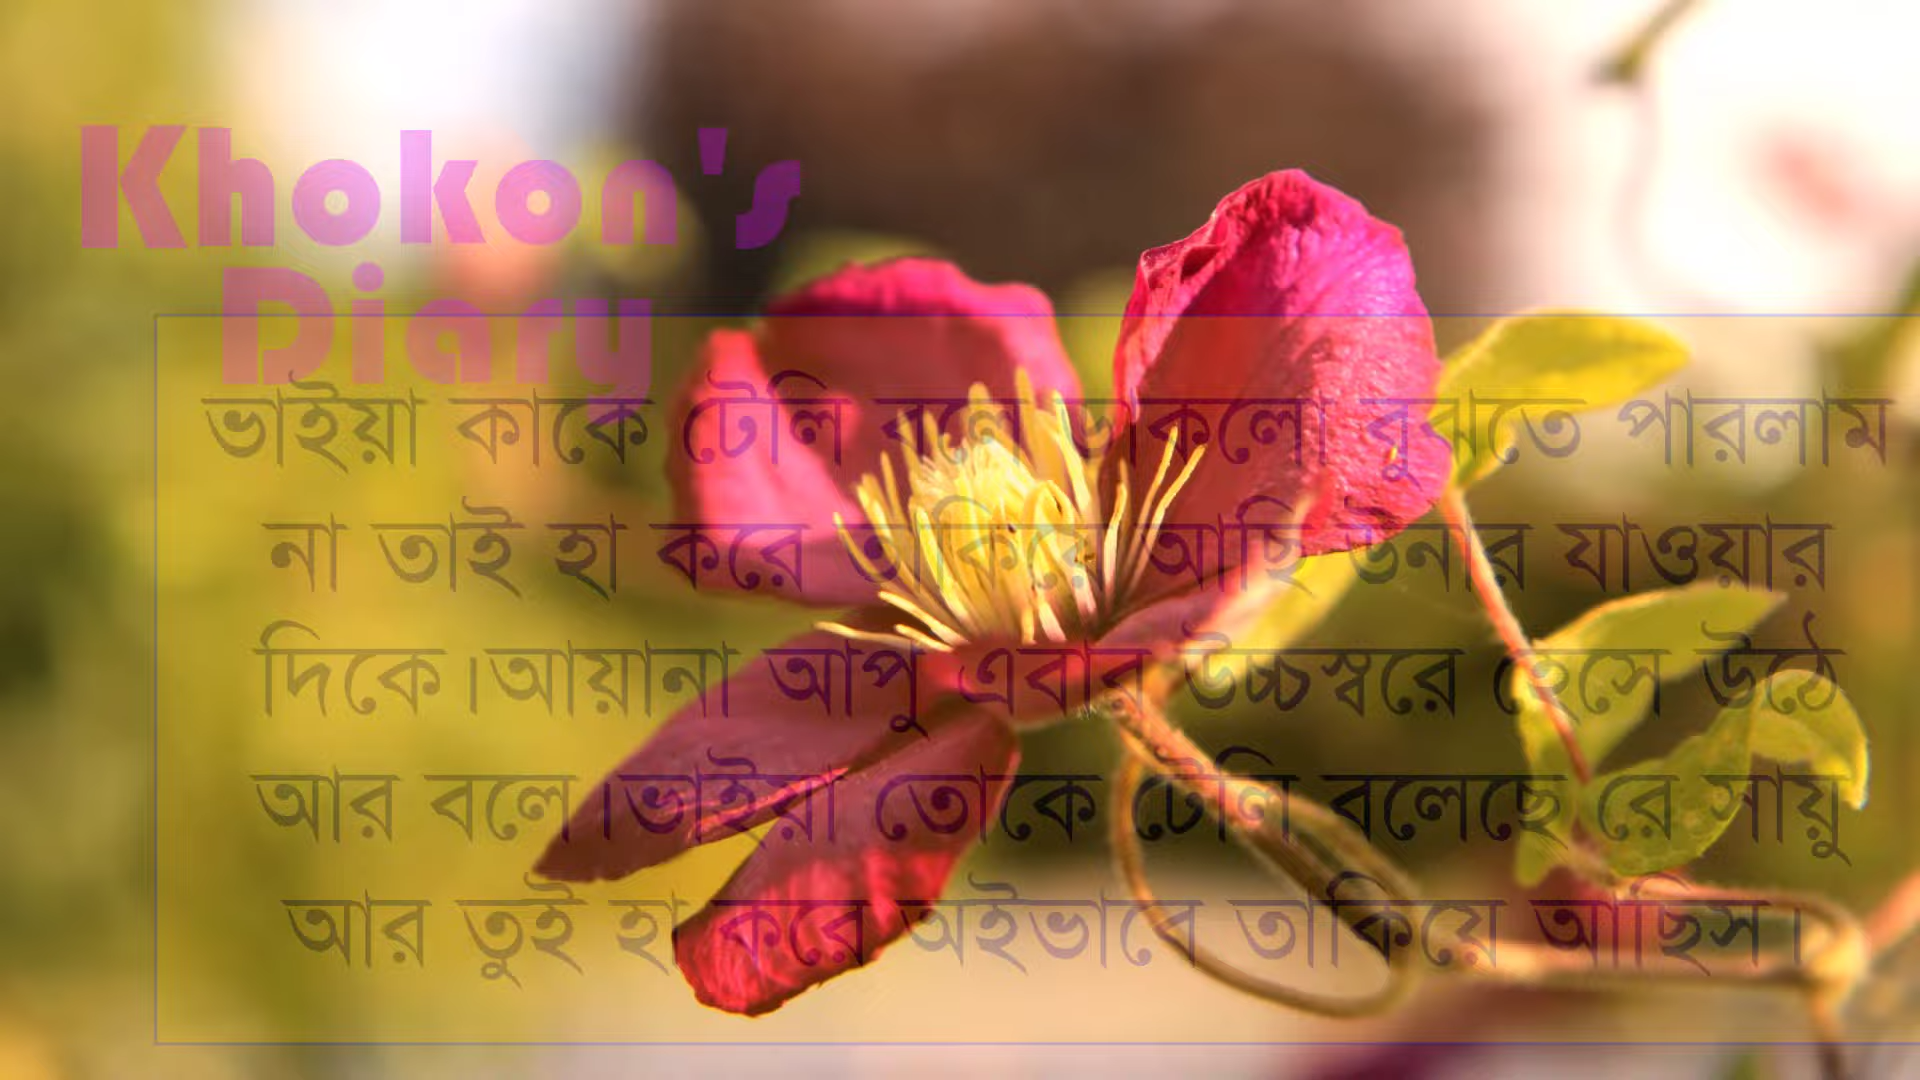 Khokon's
Diary
ভাইয়া কাকে টেলি বলে ডাকলো বুঝতে পারলাম
না তাই হা করে তাকিয়ে আছি উনার যাওয়ার
দিকে।আয়ানা আপু এবার উচ্চস্বরে হেসে উঠে
আর বলে।ভাইয়া তোকে টেলি বলেছে রে সায়ু
আর তুই হা করে অইভাবে তাকিয়ে আছিস।